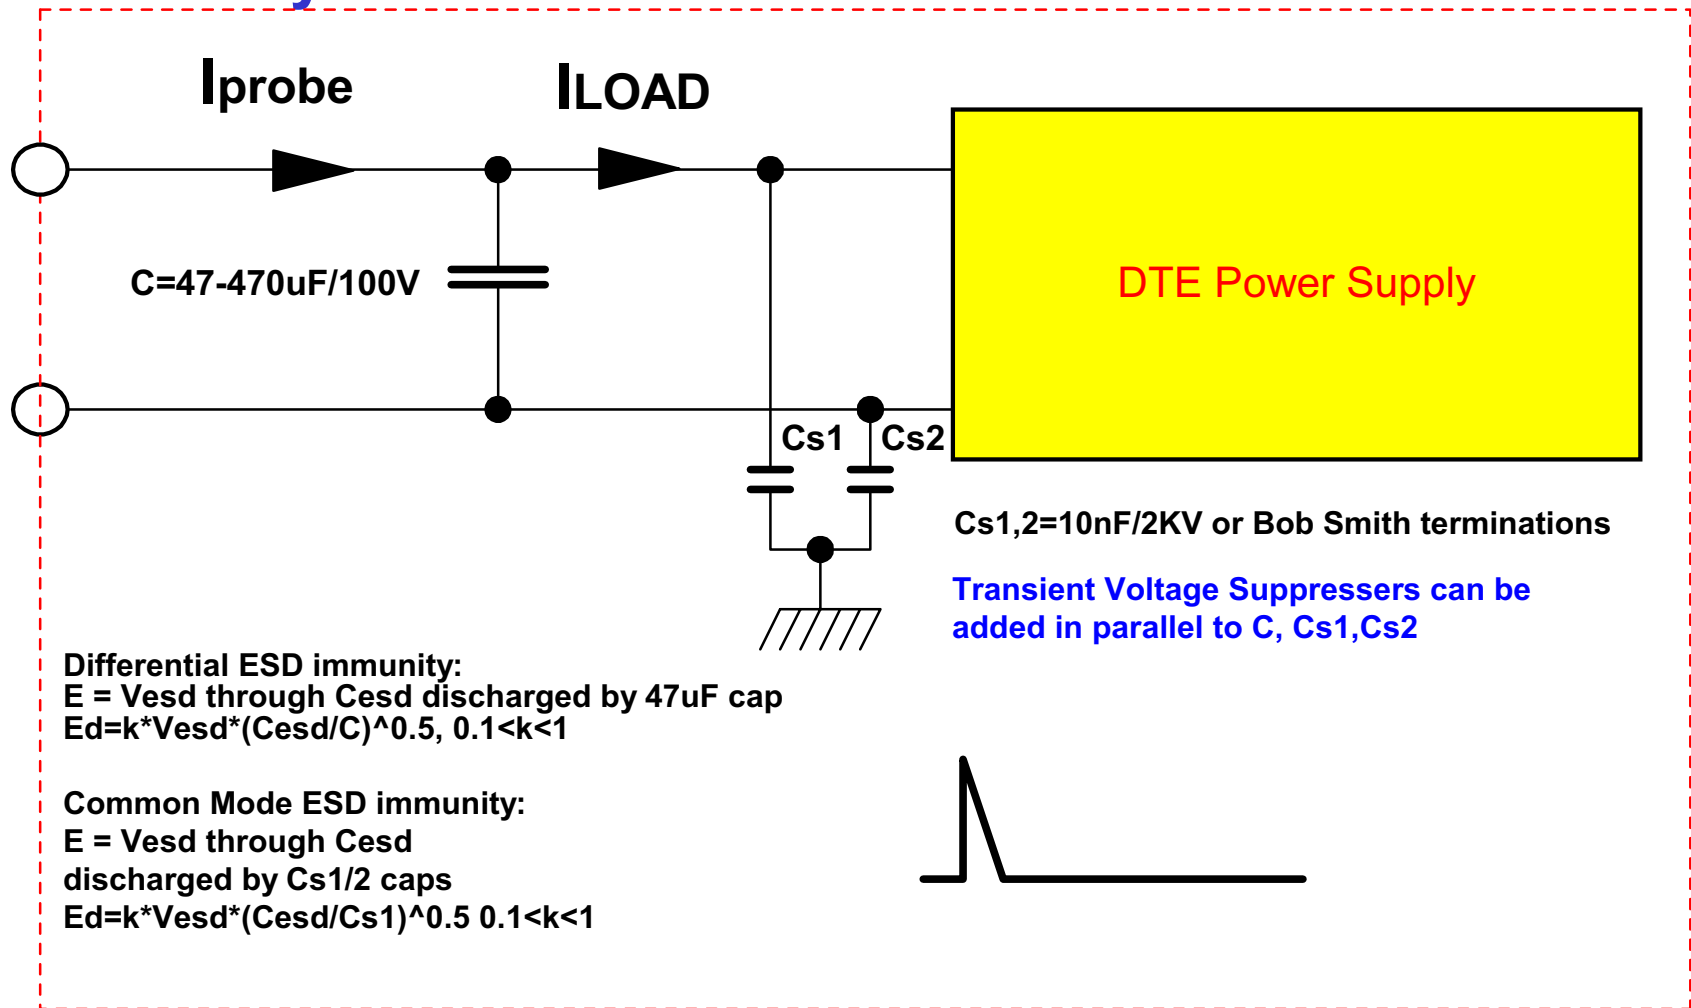 Iprobe
ILOAD
C=47-470uF/100V
DTE Power Supply
Cs1
Cs2
Cs1,2=10nF/2KV or Bob Smith terminations
Transient Voltage Suppressers can be
added in parallel to C, Cs1,Cs2
Differential ESD immunity:
E = Vesd through Cesd discharged by 47uF cap
Ed=k*Vesd*(Cesd/C)^0.5, 0.1<k<1
Common Mode ESD immunity:
E = Vesd through Cesd
discharged by Cs1/2 caps
Ed=k*Vesd*(Cesd/Cs1)^0.5 0.1<k<1